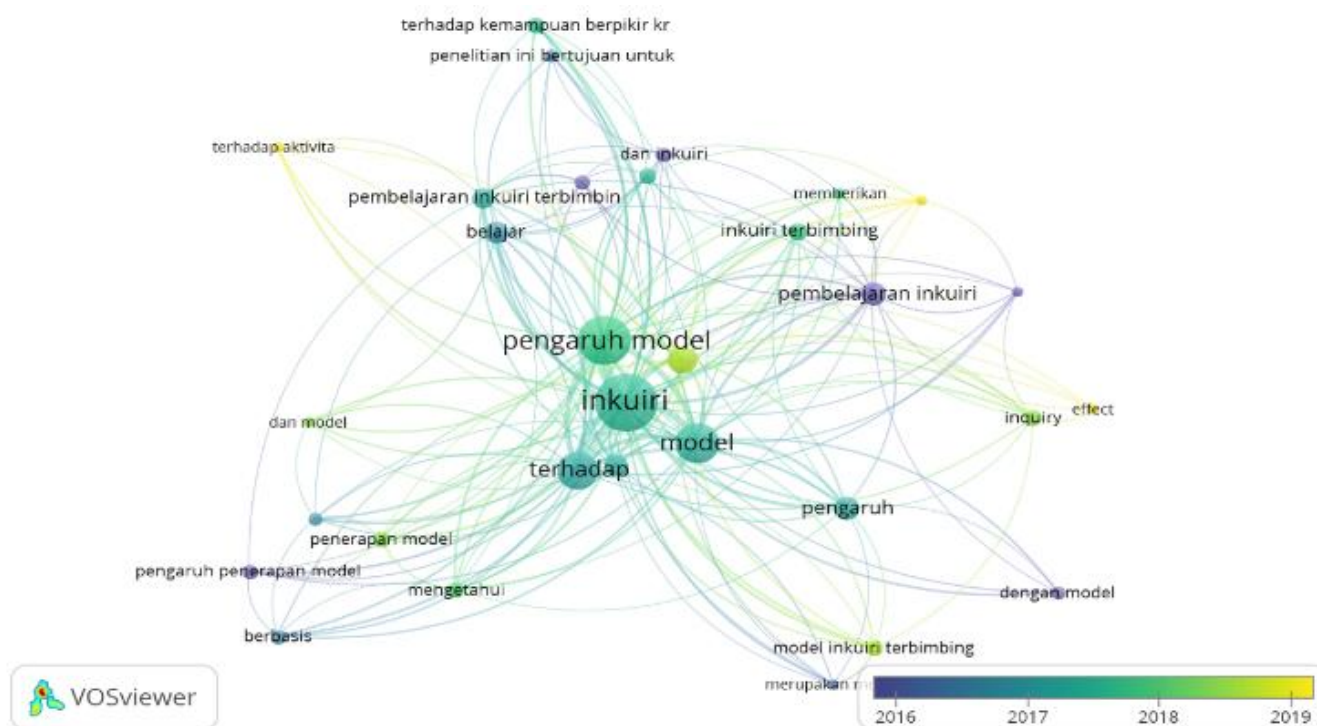 terhadap kemampuan berpikir kr
penelitian ini bertujuan untuk
terhadap aktivita
dan inkuiri
pembelajaran inkuiri terbimbin
memberikan
belajar
inkuiri terbimbing
pembelajaran inkuiri
pengaruh model
inkuiri
effect
inquiry
dan model
model
terhadap
pengaruh
penerapan model
pengaruh penerapan model
mengetahui
dengan model
berbasis
model inkuiri terbimbing
merupakan
VOSviewer
2016 2017 2018 2019